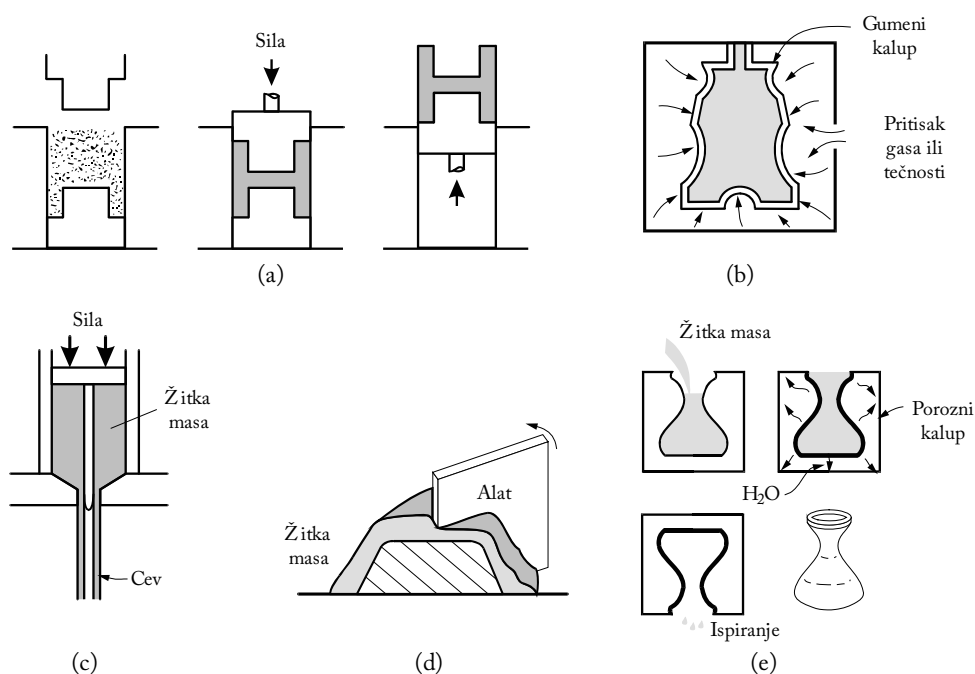 Sila
(a)
Gumeni
kalup
Pritisak
gasa ili
tečnosti
(b)
Sila
Žitka
masa
Cev
(c)
Žitka
masa
Alat
(d)
Žitka masa
Porozni
kalup
H₂O
Ispiranje
(e)